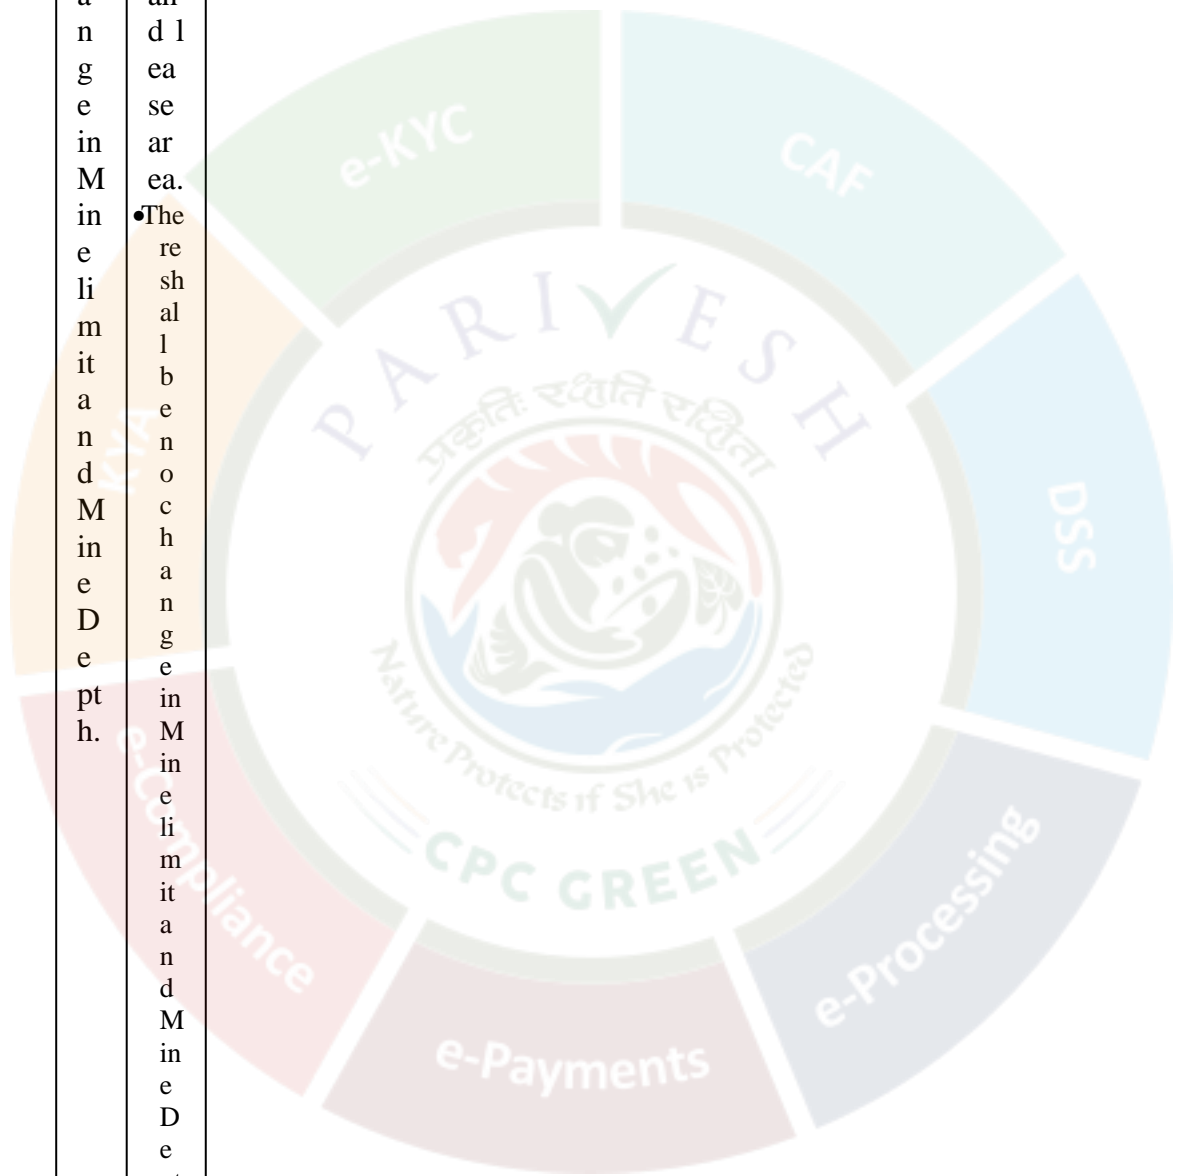 a
n
g
e
in
M
in
e
li
m
it
a
n
d
M
in
e
D
e
pt
h.
an
d l
ea
se
ar
ea.
•The
re
sh
al
l
b
e
n
o
c
h
a
n
g
e
in
M
in
e
li
m
it
a
n
d
M
in
e
D
e
e-KYC
CAF
KYA
DSS
PARIVESH
प्रकृतिः रक्षति रक्षिता
Nature Protects if She is Protected
CPC GREEN
e-Compliance
e-Processing
e-Payments